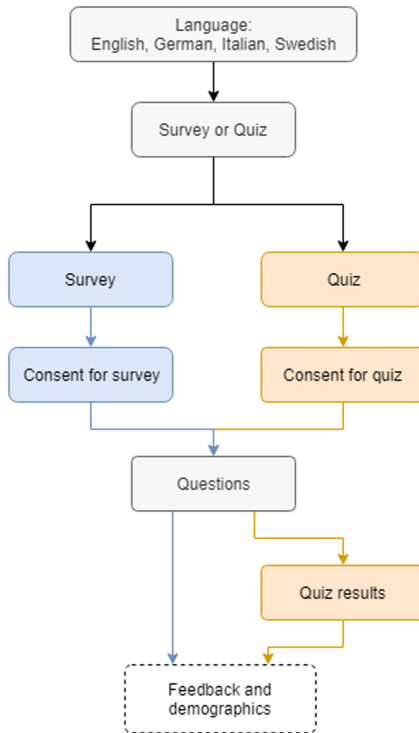 Language:
English, German, Italian, Swedish
Survey or Quiz
Survey
Quiz
Consent for survey
Consent for quiz
Questions
Quiz results
Feedback and
demographics